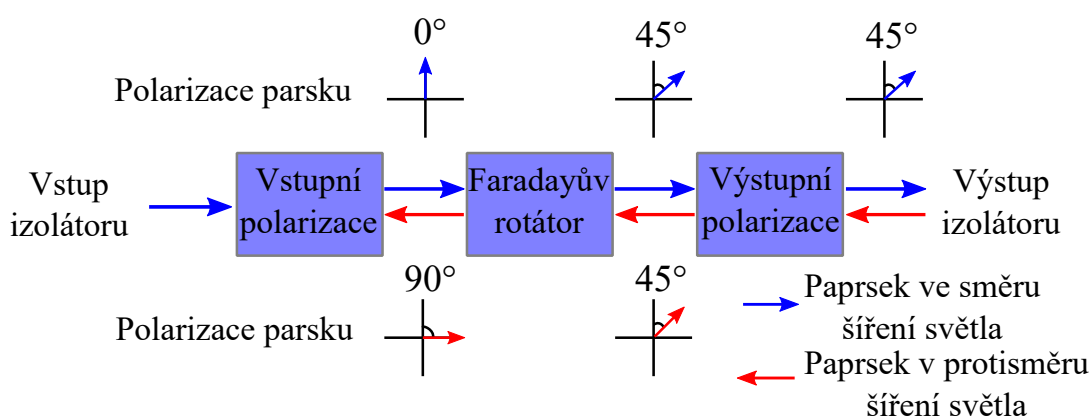 0°
45°
45°
Polarizace parsku
Vstup
izolátoru
Vstupní
polarizace
Faradayův
rotátor
Výstupní
polarizace
Výstup
izolátoru
90°
45°
Polarizace parsku
Paprsek ve směru
šíření světla
Paprsek v protisměru
šíření světla